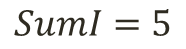 SumI = 5